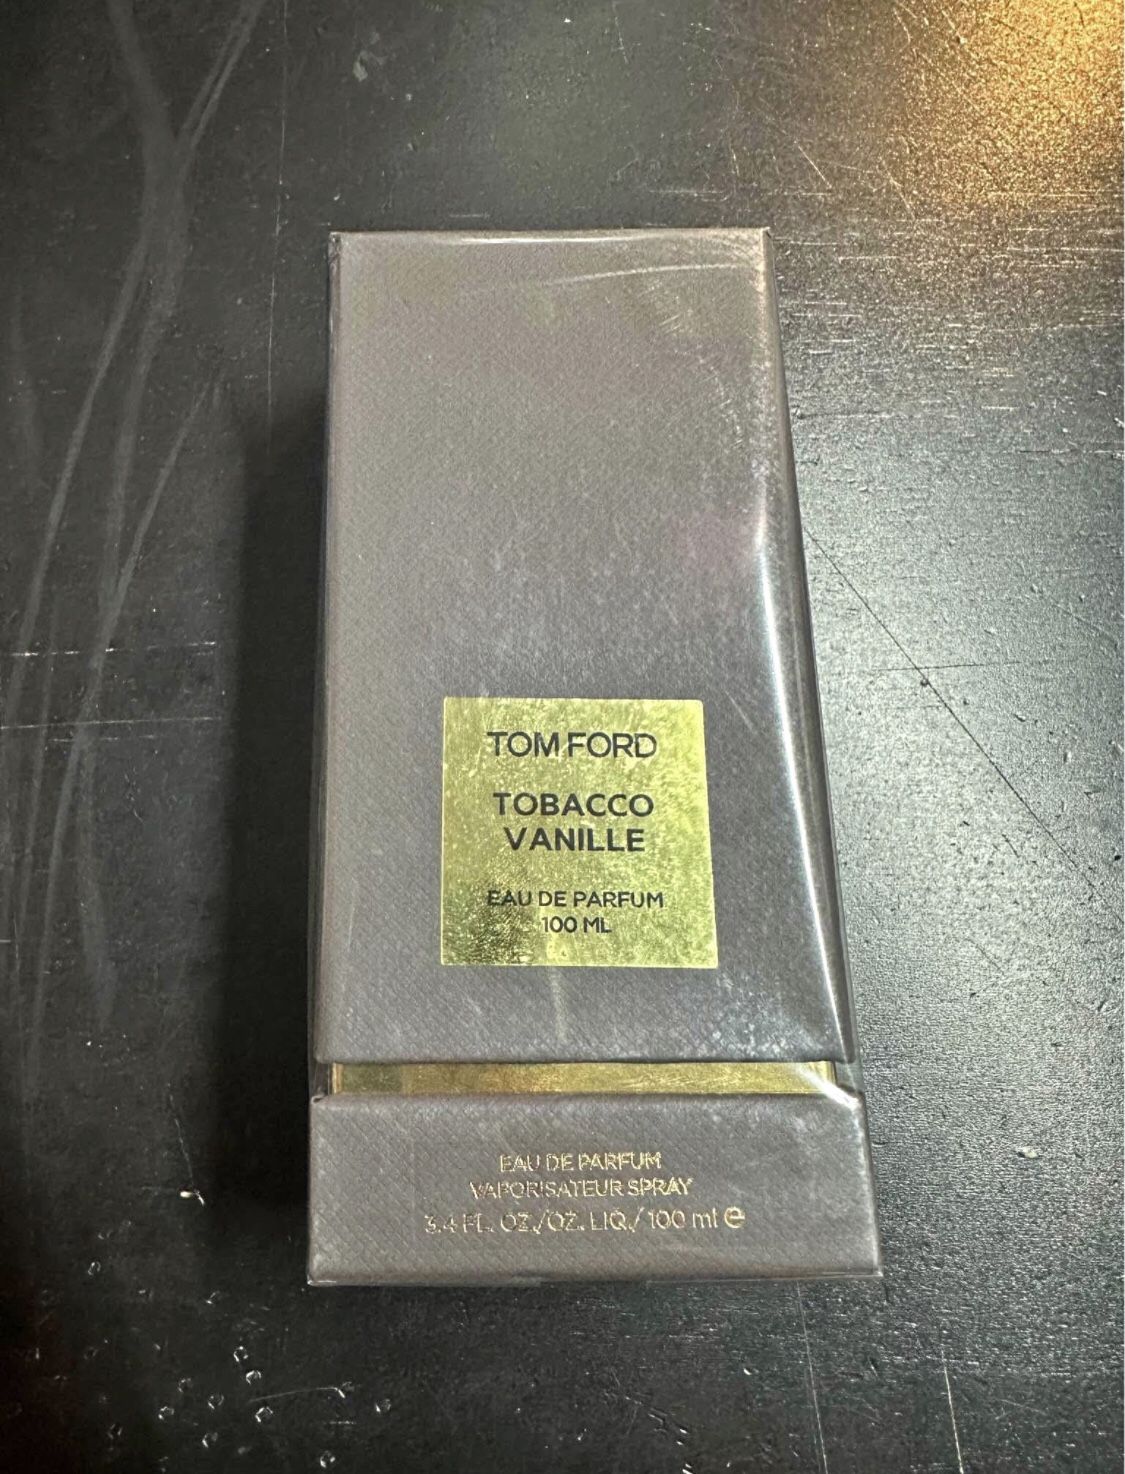 TOM FORD
TOBACCO
VANILLE
EAU DE PARFUM
100 ML
EAU DE PARFUM
VAPORISATEUR SPRAY
3.4 FL. OZ./OZ. LIQ./ 100 ml ℮